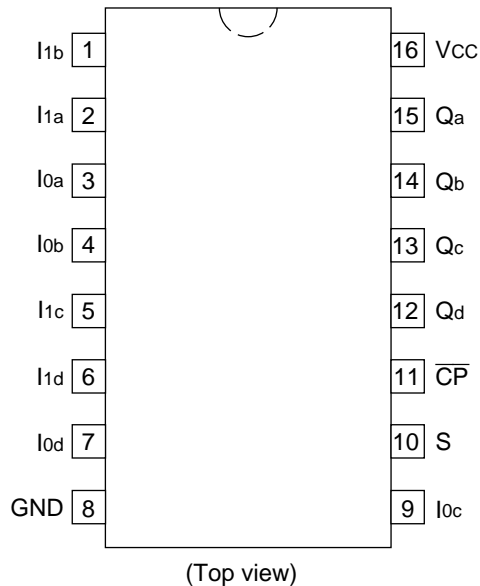 I1b 1 16 VCC
I1a 2 15 Qa
I0a 3 14 Qb
I0b 4 13 Qc
I1c 5 12 Qd
I1d 6 11 C̅P̅
I0d 7 10 S
GND 8 9 I0c
(Top view)